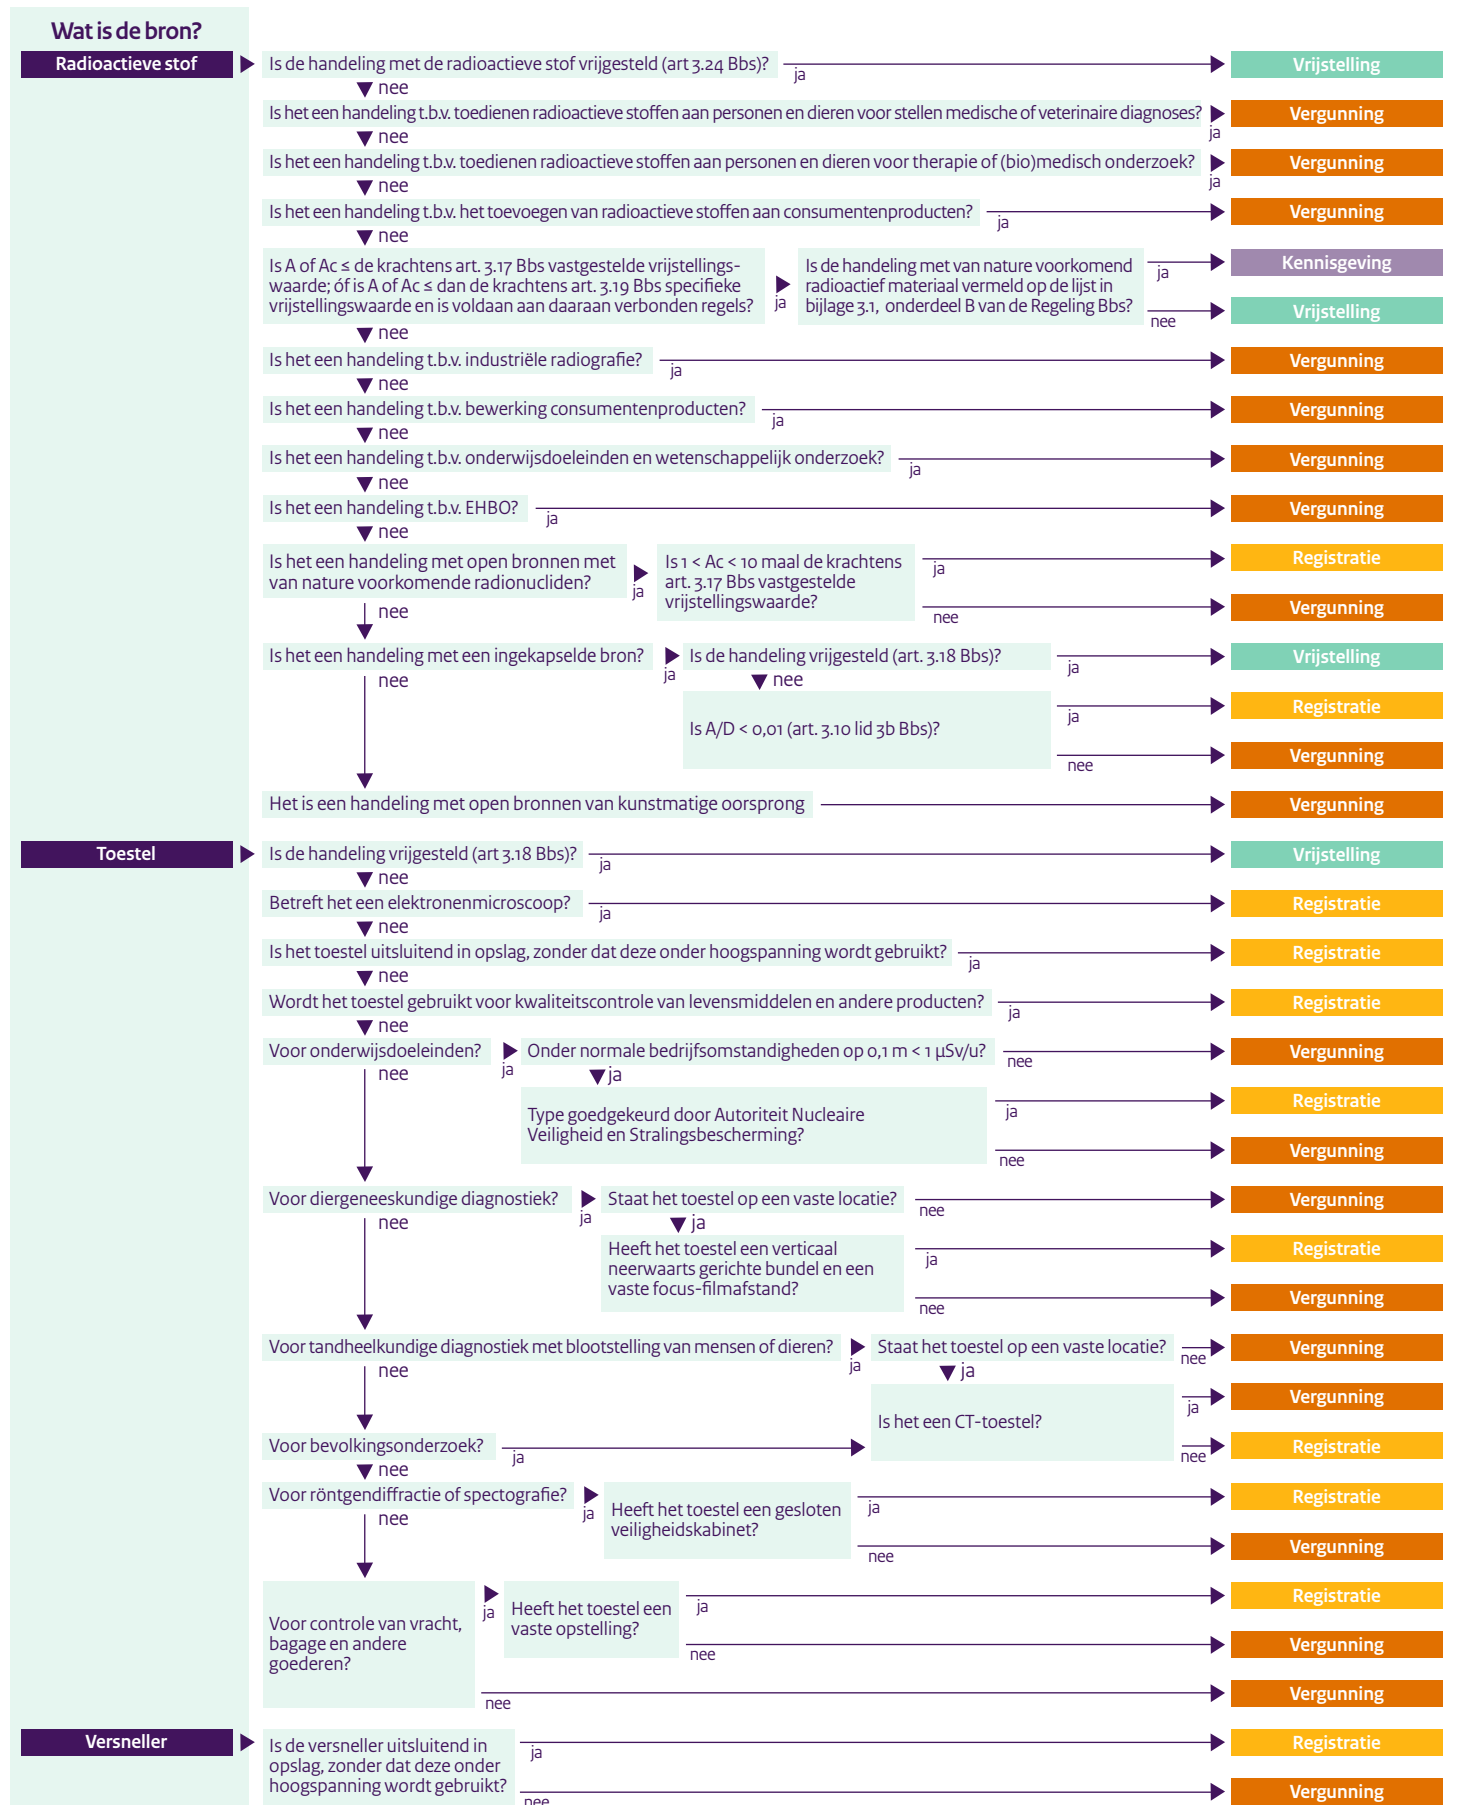 Wat is de bron?
Radioactieve stof
Is de handeling met de radioactieve stof vrijgesteld (art 3.24 Bbs)?
ja
Vrijstelling
nee
Is het een handeling t.b.v. toedienen radioactieve stoffen aan personen en dieren voor stellen medische of veterinaire diagnoses?
ja
Vergunning
nee
Is het een handeling t.b.v. toedienen radioactieve stoffen aan personen en dieren voor therapie of (bio)medisch onderzoek?
ja
Vergunning
nee
Is het een handeling t.b.v. het toevoegen van radioactieve stoffen aan consumentenproducten?
ja
Vergunning
nee
Is A of Ac ≤ de krachtens art. 3.17 Bbs vastgestelde vrijstellings-
waarde; óf is A of Ac ≤ dan de krachtens art. 3.19 Bbs specifieke
vrijstellingswaarde en is voldaan aan daaraan verbonden regels?
ja
Is de handeling met van nature voorkomend
radioactief materiaal vermeld op de lijst in
bijlage 3.1, onderdeel B van de Regeling Bbs?
ja
Kennisgeving
nee
Vrijstelling
nee
Is het een handeling t.b.v. industriële radiografie?
ja
Vergunning
nee
Is het een handeling t.b.v. bewerking consumentenproducten?
ja
Vergunning
nee
Is het een handeling t.b.v. onderwijsdoeleinden en wetenschappelijk onderzoek?
ja
Vergunning
nee
Is het een handeling t.b.v. EHBO?
ja
Vergunning
nee
Is het een handeling met open bronnen met
van nature voorkomende radionucliden?
ja
Is 1 < Ac < 10 maal de krachtens
art. 3.17 Bbs vastgestelde
vrijstellingswaarde?
ja
Registratie
nee
Vergunning
nee
Is het een handeling met een ingekapselde bron?
ja
Is de handeling vrijgesteld (art. 3.18 Bbs)?
ja
Vrijstelling
nee
nee
Is A/D < 0,01 (art. 3.10 lid 3b Bbs)?
ja
Registratie
nee
Vergunning
Het is een handeling met open bronnen van kunstmatige oorsprong
Vergunning
Toestel
Is de handeling vrijgesteld (art 3.18 Bbs)?
ja
Vrijstelling
nee
Betreft het een elektronenmicroscoop?
ja
Registratie
nee
Is het toestel uitsluitend in opslag, zonder dat deze onder hoogspanning wordt gebruikt?
ja
Registratie
nee
Wordt het toestel gebruikt voor kwaliteitscontrole van levensmiddelen en andere producten?
ja
Registratie
nee
Voor onderwijsdoeleinden?
ja
Onder normale bedrijfsomstandigheden op 0,1 m < 1 µSv/u?
nee
Vergunning
nee
ja
Type goedgekeurd door Autoriteit Nucleaire
Veiligheid en Stralingsbescherming?
ja
Registratie
nee
Vergunning
Voor diergeneeskundige diagnostiek?
ja
Staat het toestel op een vaste locatie?
nee
Vergunning
nee
ja
Heeft het toestel een verticaal
neerwaarts gerichte bundel en een
vaste focus-filmafstand?
ja
Registratie
nee
Vergunning
Voor tandheelkundige diagnostiek met blootstelling van mensen of dieren?
ja
Staat het toestel op een vaste locatie?
nee
Vergunning
nee
ja
Is het een CT-toestel?
ja
Vergunning
nee
Registratie
Voor bevolkingsonderzoek?
ja
nee
Voor röntgendiffractie of spectografie?
ja
Heeft het toestel een gesloten
veiligheidskabinet?
ja
Registratie
nee
Vergunning
nee
Voor controle van vracht,
bagage en andere
goederen?
ja
Heeft het toestel een
vaste opstelling?
ja
Registratie
nee
Vergunning
nee
Vergunning
Versneller
Is de versneller uitsluitend in
opslag, zonder dat deze onder
hoogspanning wordt gebruikt?
ja
Registratie
nee
Vergunning